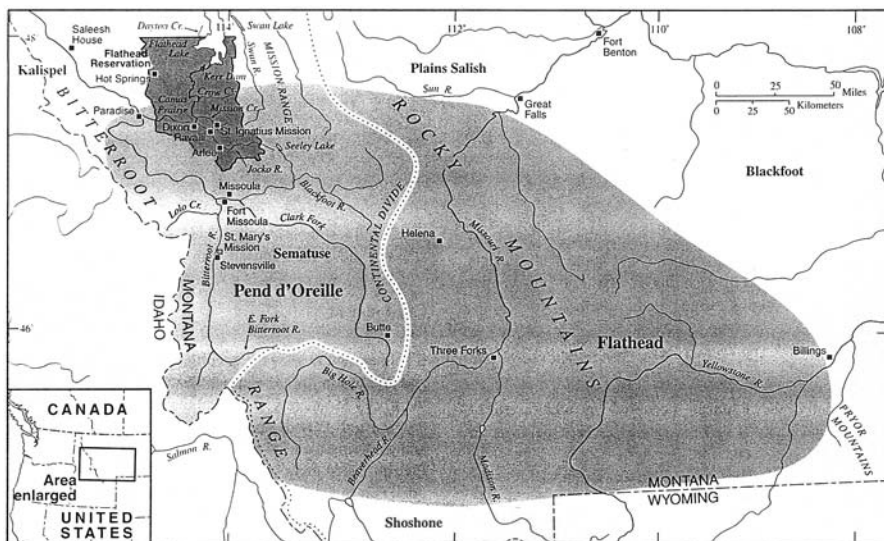 Dayton Cr.
114°
Swan Lake
112°
110°
108°
48°
Saleesh
House
Flathead
Lake
Swan R.
MISSION RANGE
Fort
Benton
Kalispel
Flathead
Reservation
Hot Springs
Kerr Dam
Crow Cr.
Plains Salish
Sun R.
0 25 50 Miles
0 25 50 Kilometers
Paradise
Camas
Prairie
Mission Cr.
Great
Falls
Dixon
Ravalli
St. Ignatius Mission
Arlee
Seeley Lake
Jocko R.
BITTERROOT
RANGE
ROCKY
MOUNTAINS
Blackfoot
Missoula
Lolo Cr.
Fort
Missoula
Blackfoot R.
Clark Fork
CONTINENTAL DIVIDE
Helena
Missouri R.
Bitterroot R.
St. Mary's
Mission
Stevensville
Sematuse
IDAHO
MONTANA
Pend d'Oreille
46°
E. Fork
Bitterroot R.
Butte
Three Forks
Flathead
Billings
Yellowstone R.
Big Hole R.
PRYOR
MOUNTAINS
CANADA
Salmon R.
Beaverhead R.
Madison R.
Area
enlarged
MONTANA
WYOMING
UNITED
STATES
Shoshone